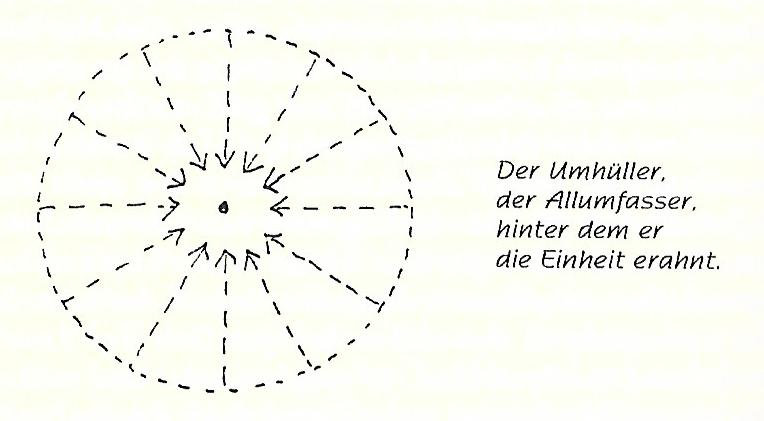 Der Umhüller,
der Allumfasser,
hinter dem er
die Einheit erahnt.